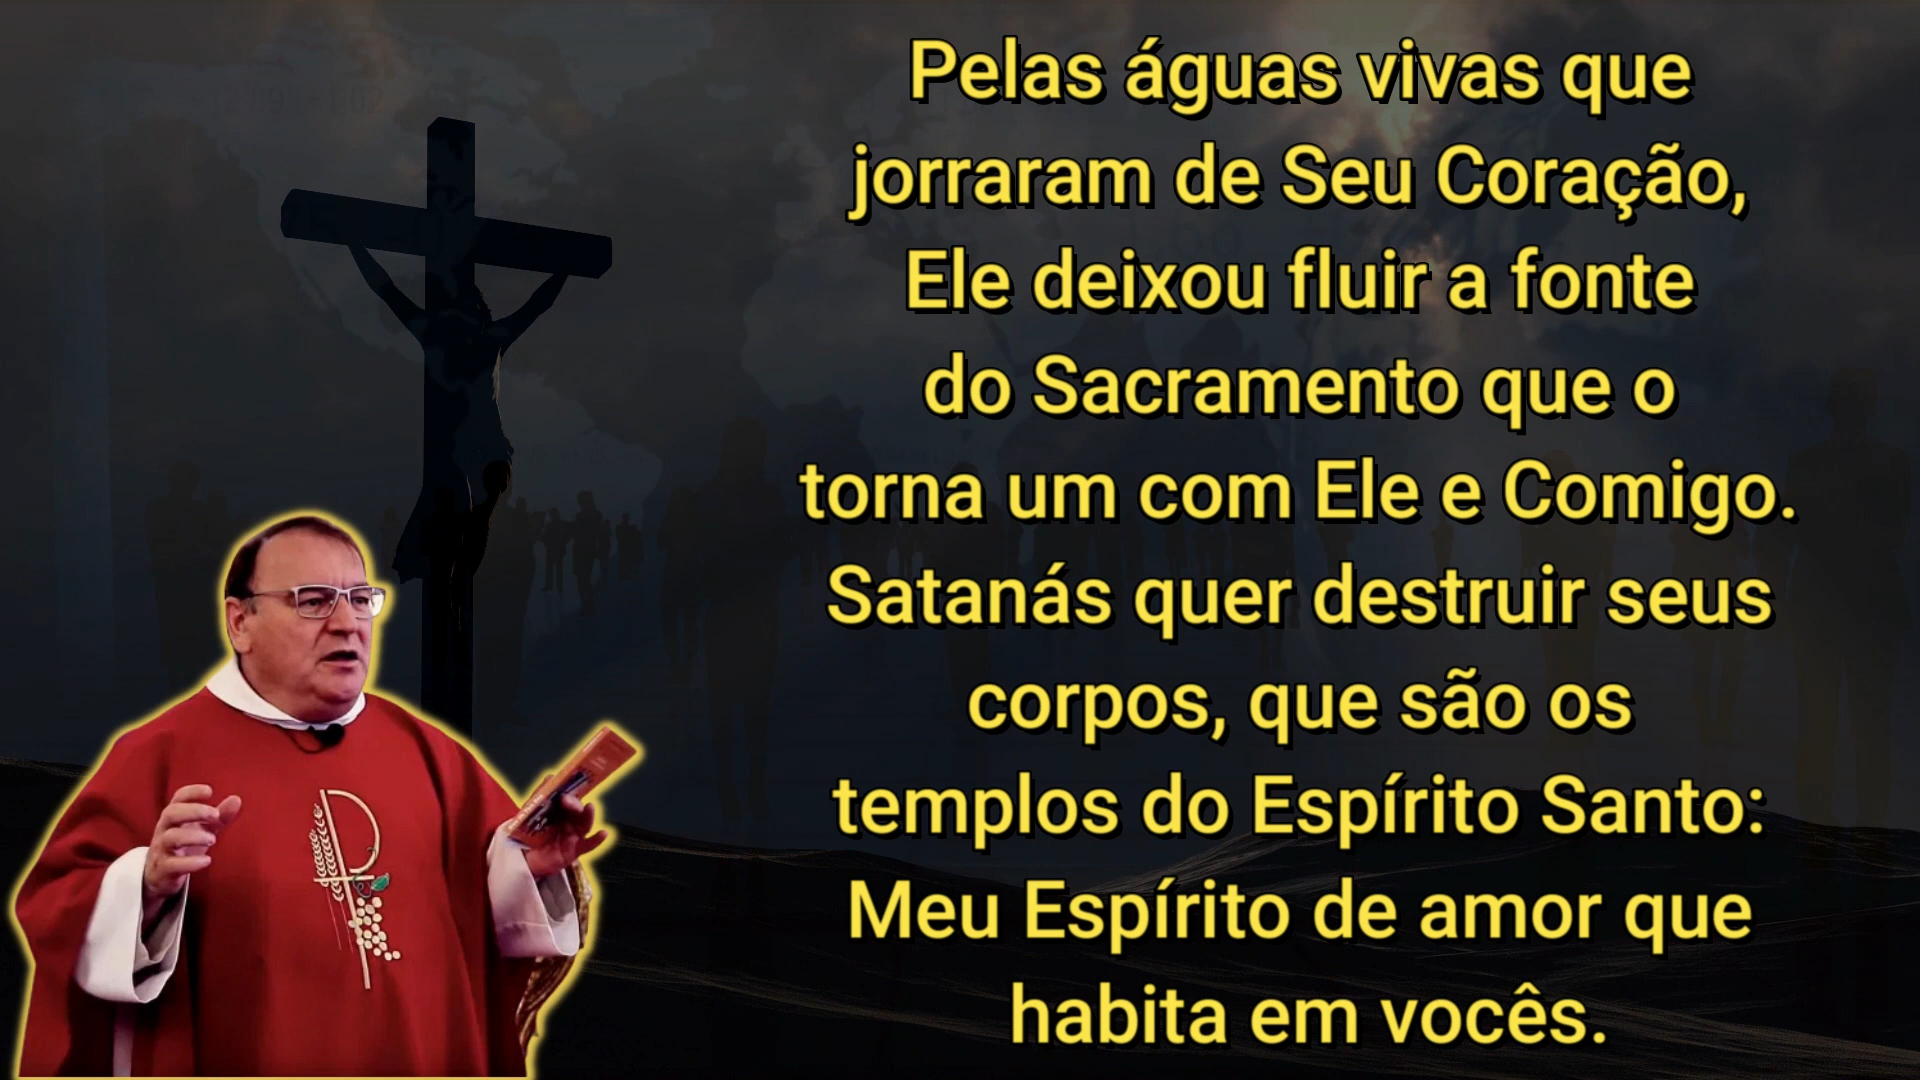 Pelas águas vivas que
jorraram de Seu Coração,
Ele deixou fluir a fonte
do Sacramento que o
torna um com Ele e Comigo.
Satanás quer destruir seus
corpos, que são os
templos do Espírito Santo:
Meu Espírito de amor que
habita em vocês.